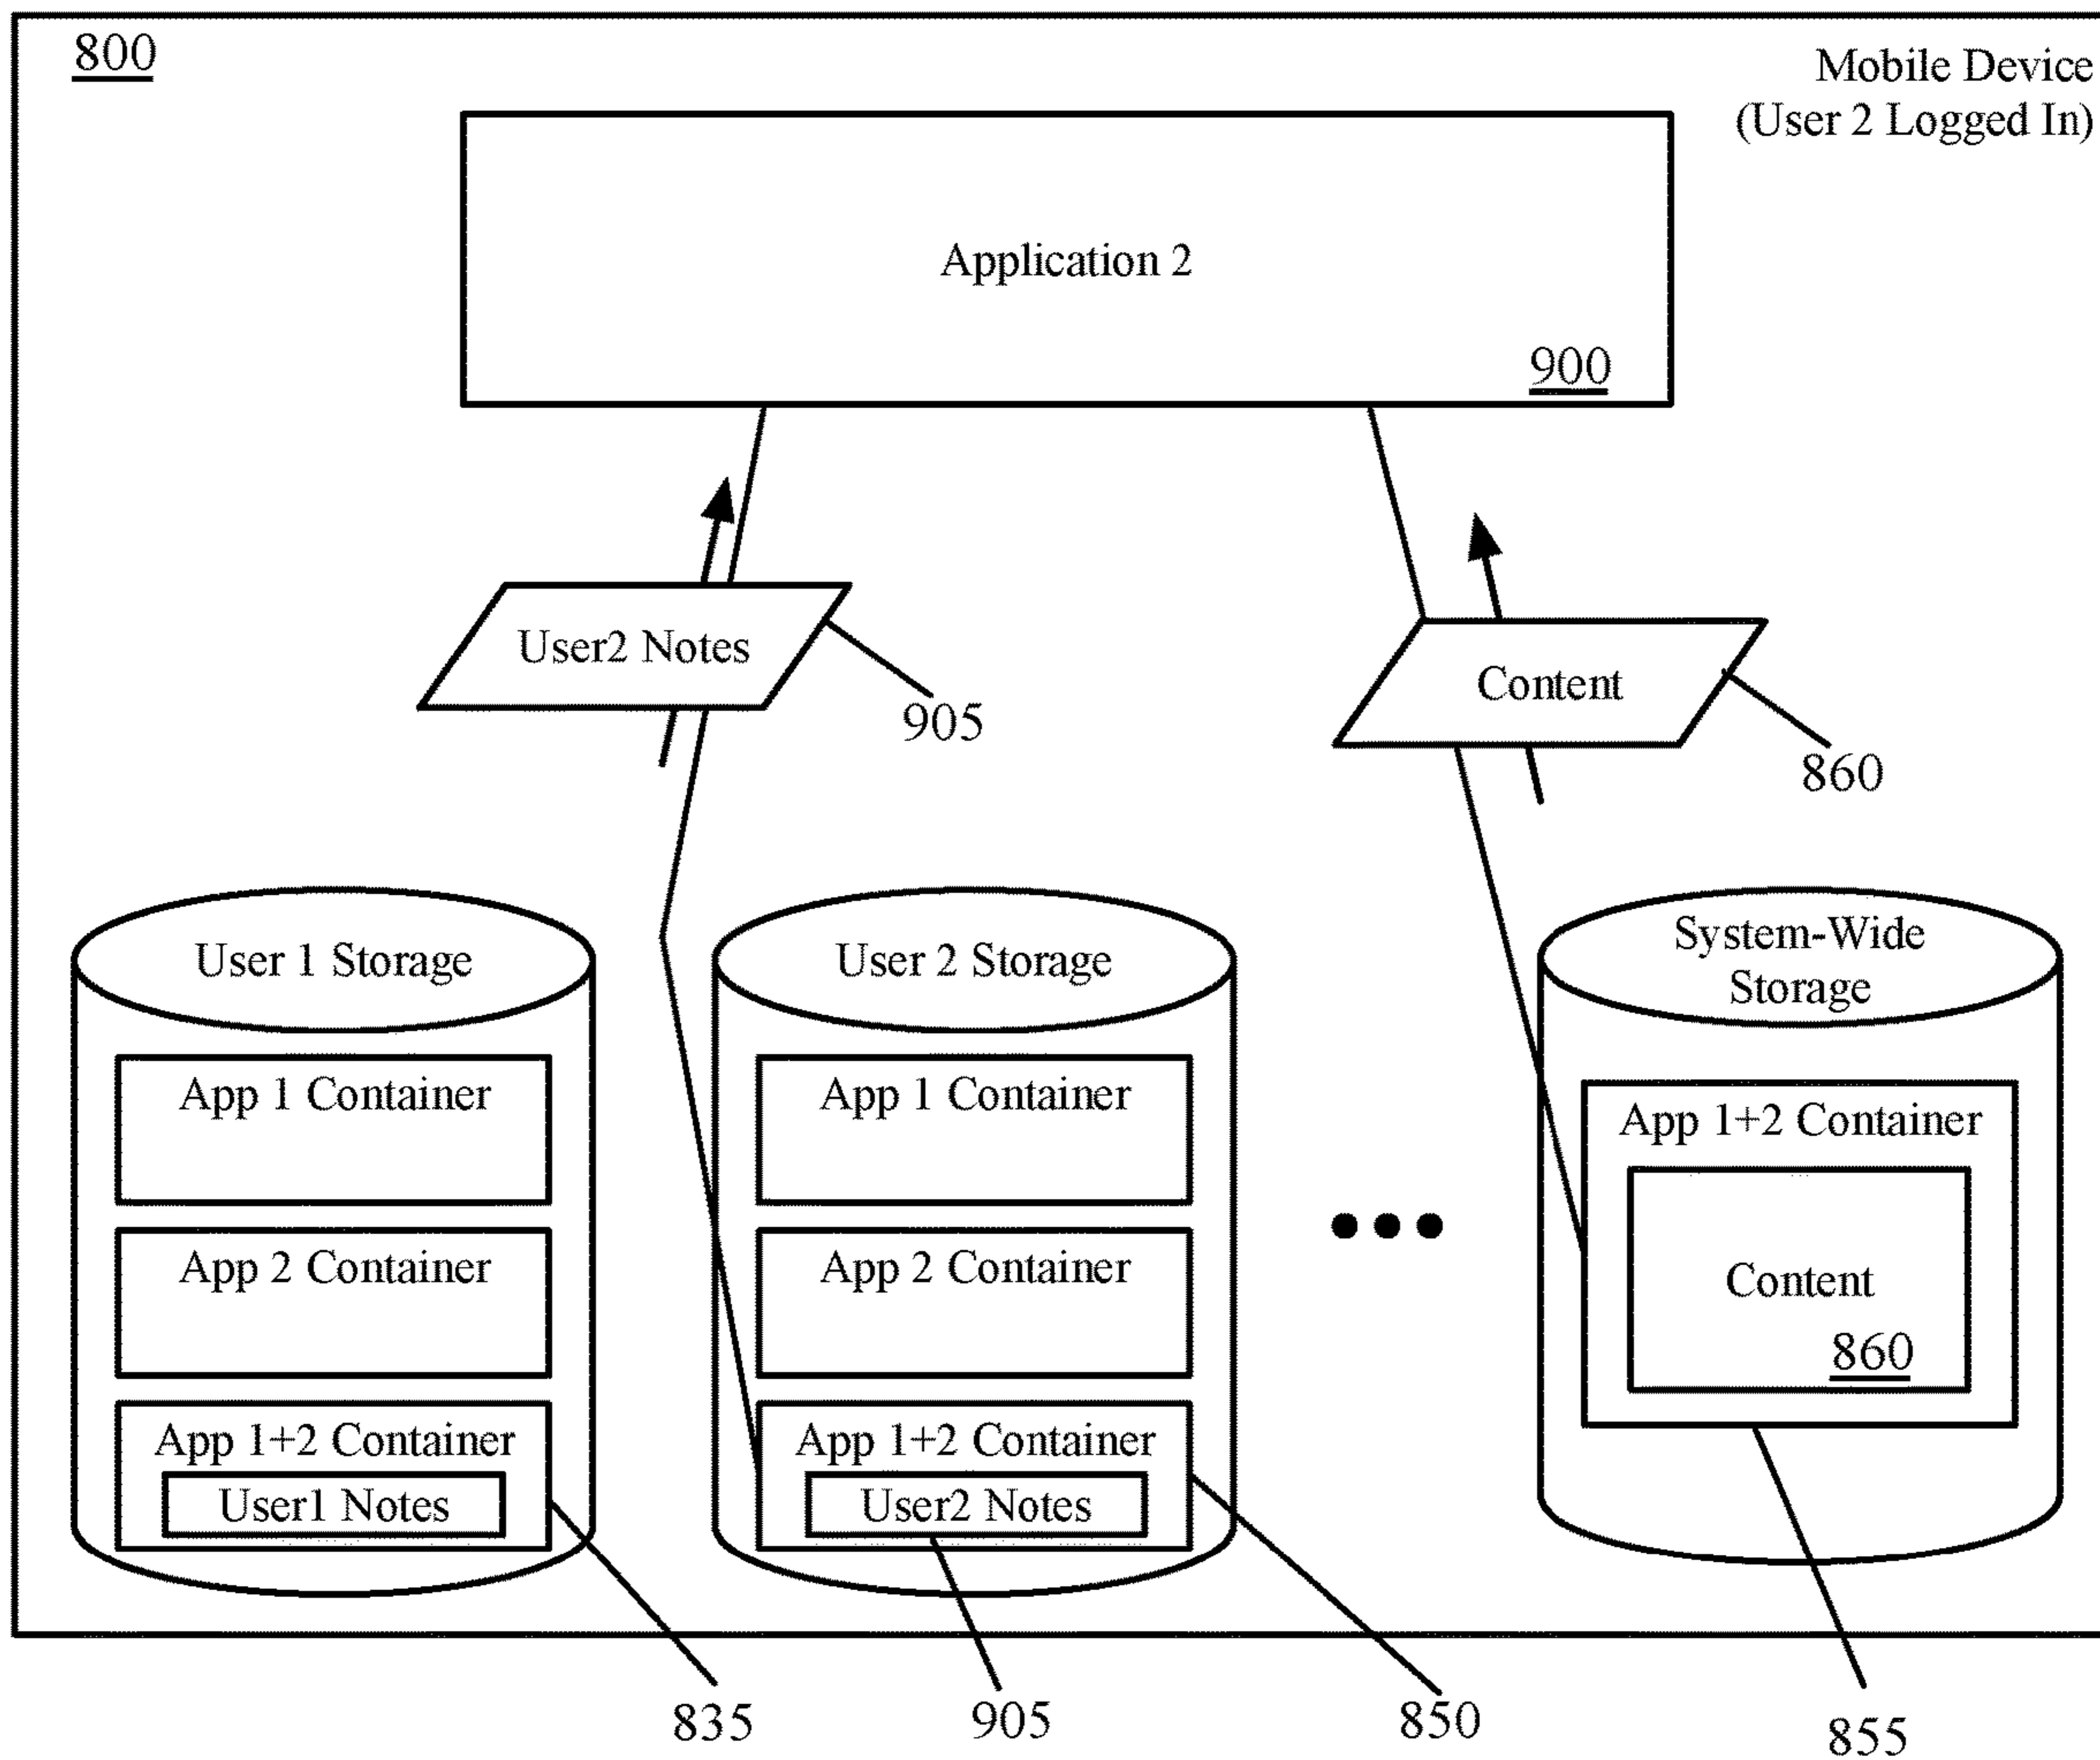 800
Mobile Device
(User 2 Logged In)
Application 2
900
User2 Notes
905
Content
860
User 1 Storage
App 1 Container
App 2 Container
App 1+2 Container
User1 Notes
User 2 Storage
App 1 Container
App 2 Container
App 1+2 Container
User2 Notes
System-Wide
Storage
App 1+2 Container
Content
860
835
905
850
855